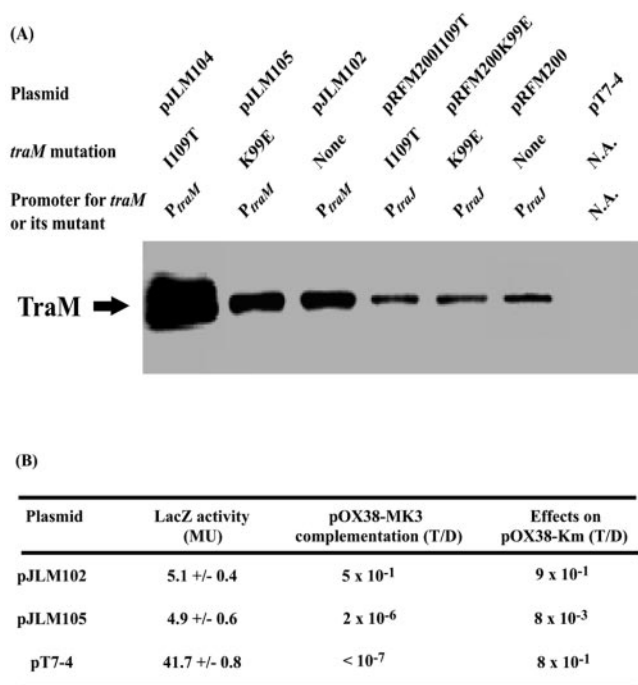 (A)
Plasmid pJLM104 pJLM105 pJLM102 pRFM200I109T pRFM200K99E pRFM200 pT7-4
traM mutation I109T K99E None I109T K99E None N.A.
Promoter for traM
or its mutant PtraM PtraM PtraM PtraJ PtraJ PtraJ N.A.
TraM
(B)
Plasmid LacZ activity pOX38-MK3 Effects on
(MU) complementation (T/D) pOX38-Km (T/D)
pJLM102 5.1 +/- 0.4 5 x 10-1 9 x 10-1
pJLM105 4.9 +/- 0.6 2 x 10-6 8 x 10-3
pT7-4 41.7 +/- 0.8 < 10-7 8 x 10-1